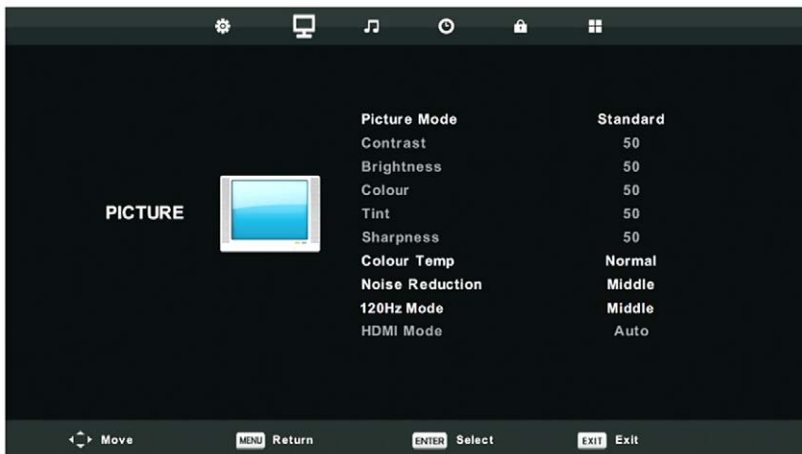 Picture Mode Standard
Contrast 50
Brightness 50
Colour 50
PICTURE
Tint 50
Sharpness 50
Colour Temp Normal
Noise Reduction Middle
120Hz Mode Middle
HDMI Mode Auto
Move MENU Return ENTER Select EXIT Exit